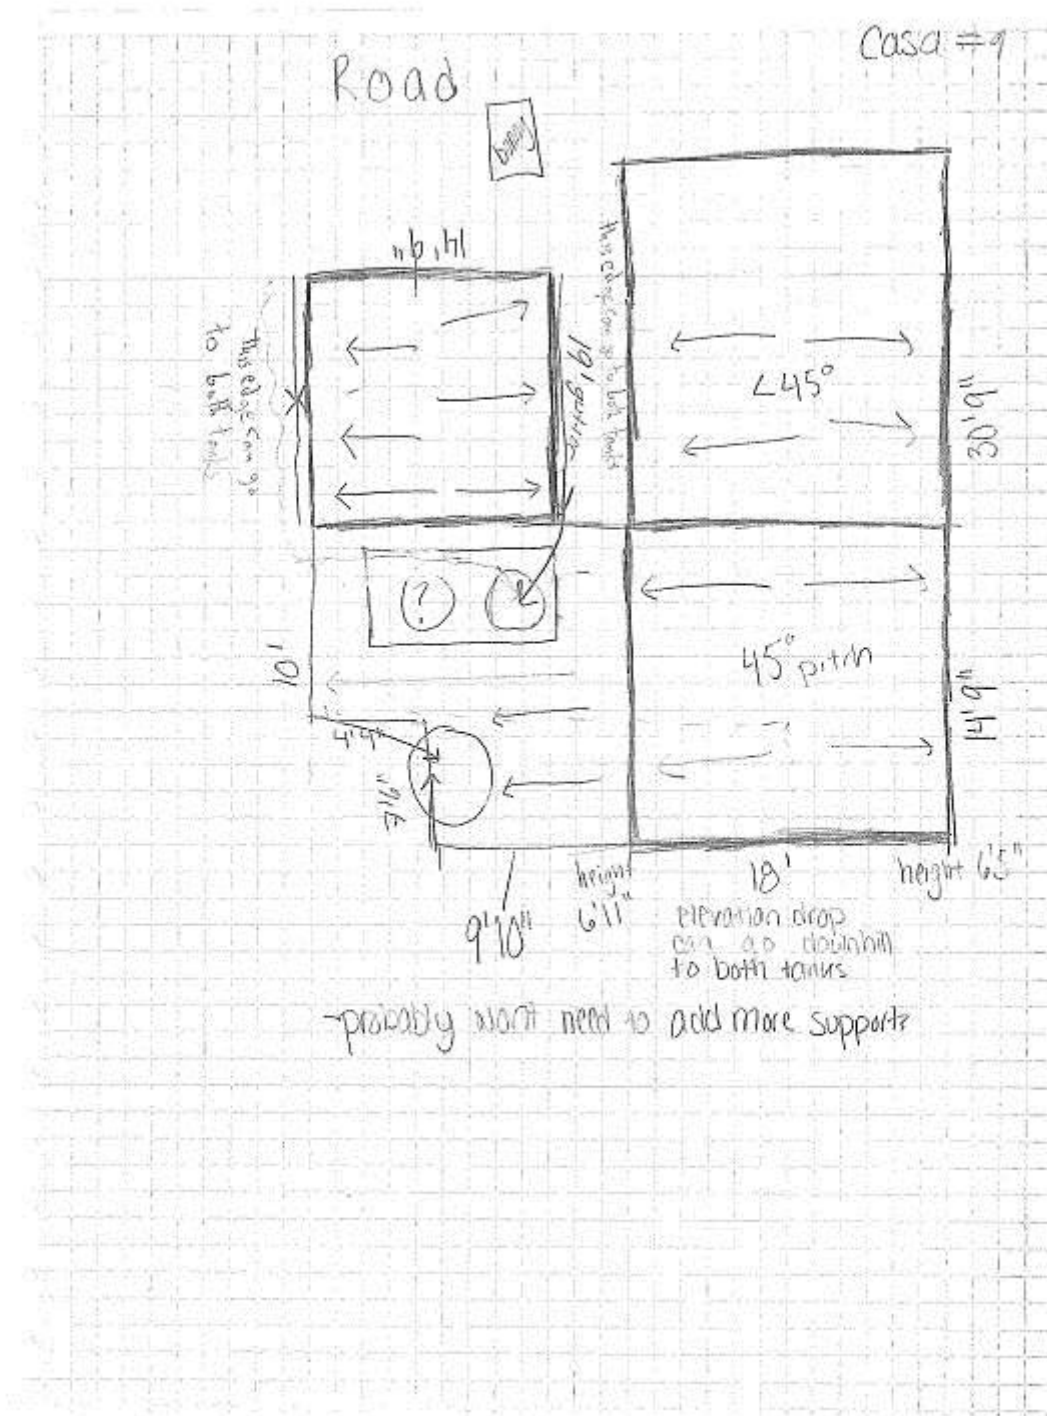 Casa #9
Road
14' 9"
this edge can go
to both tanks
19' gutter
this edge can go to both tanks
<45°
30' 9"
?
10'
45° pitch
14' 9"
4' 9"
height
6'11"
18'
height 6'5"
9'10"
elevation drop
can go downhill
to both tanks
-probably wont need to add more support?